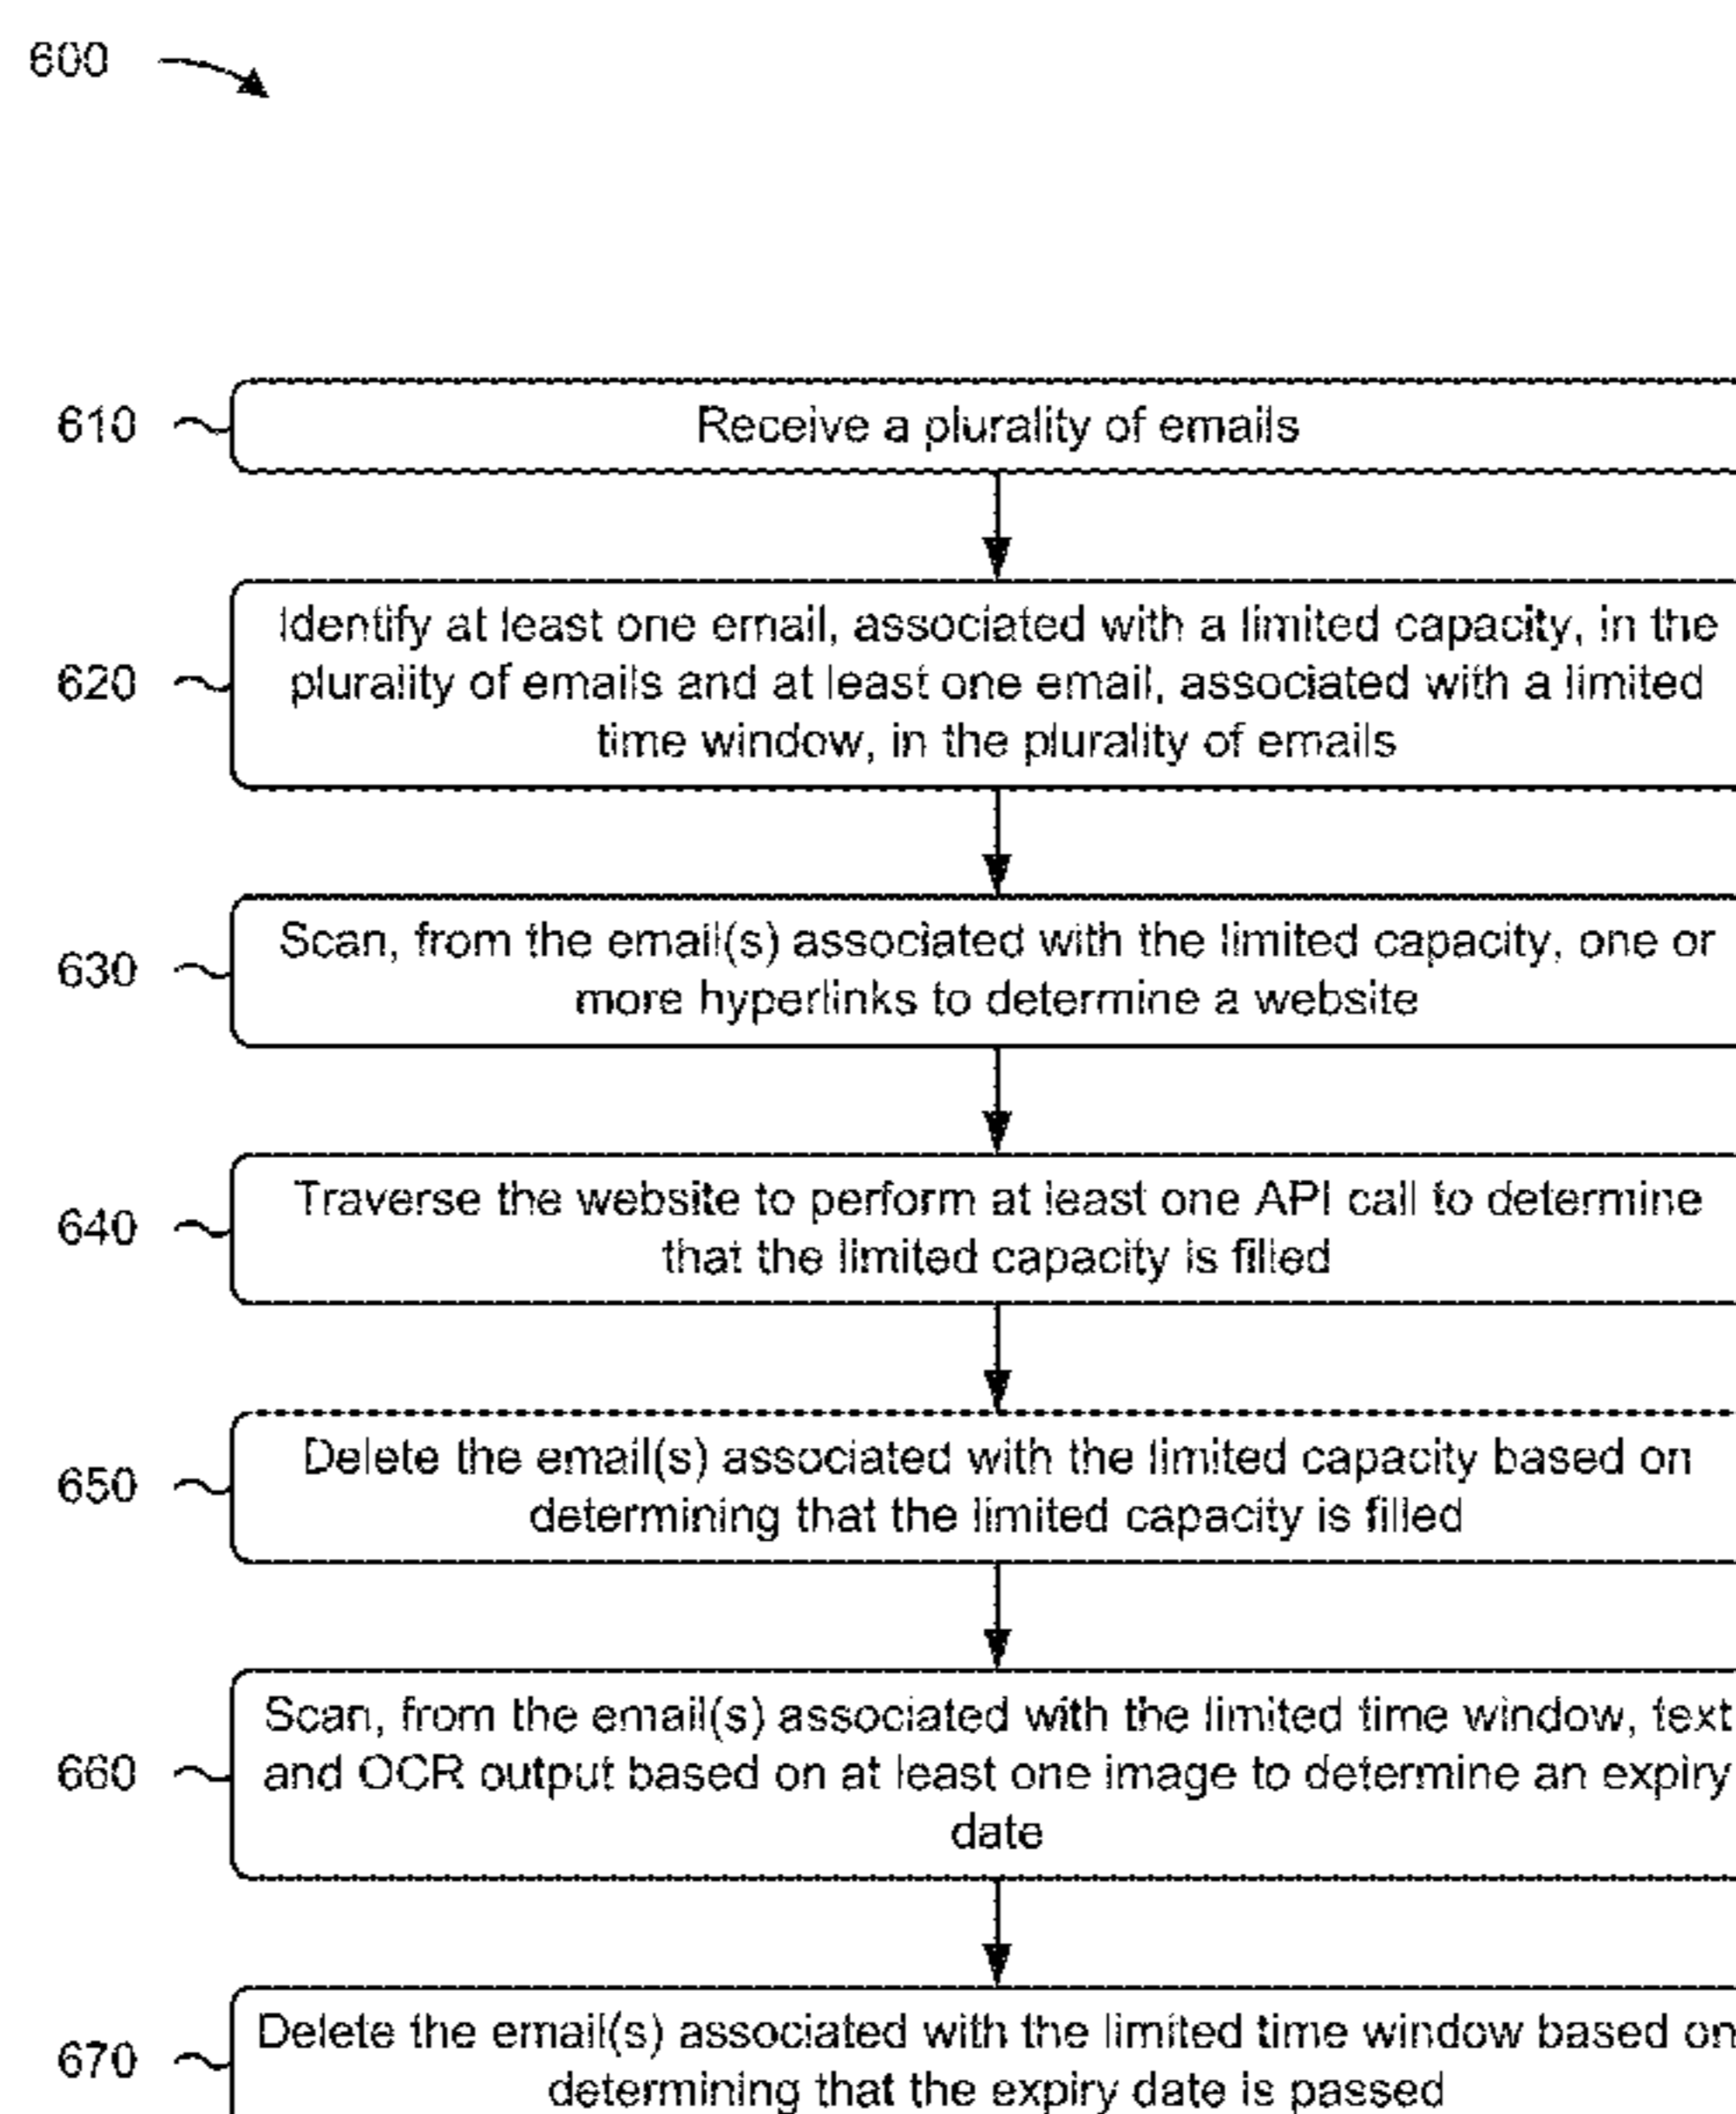 600
610
Receive a plurality of emails
620
Identify at least one email, associated with a limited capacity, in the
plurality of emails and at least one email, associated with a limited
time window, in the plurality of emails
630
Scan, from the email(s) associated with the limited capacity, one or
more hyperlinks to determine a website
640
Traverse the website to perform at least one API call to determine
that the limited capacity is filled
650
Delete the email(s) associated with the limited capacity based on
determining that the limited capacity is filled
660
Scan, from the email(s) associated with the limited time window, text
and OCR output based on at least one image to determine an expiry
date
670
Delete the email(s) associated with the limited time window based on
determining that the expiry date is passed